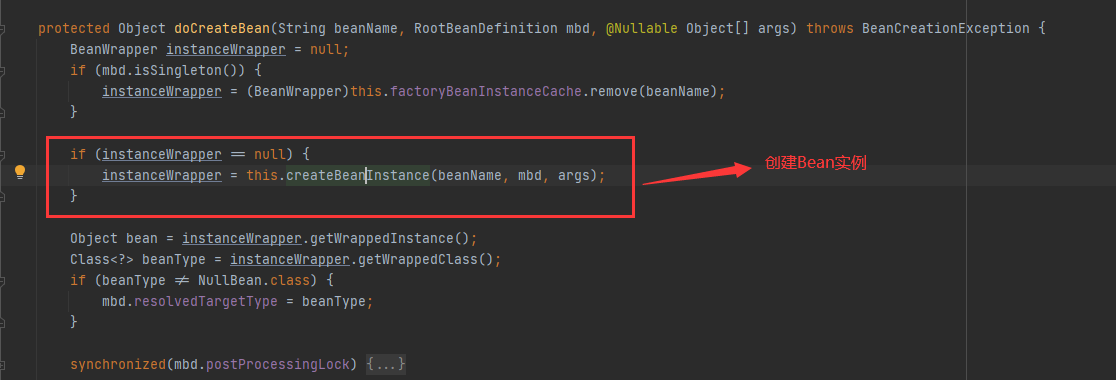 protected Object doCreateBean(String beanName, RootBeanDefinition mbd, @Nullable Object[] args) throws BeanCreationException {
BeanWrapper instanceWrapper = null;
if (mbd.isSingleton()) {
instanceWrapper = (BeanWrapper)this.factoryBeanInstanceCache.remove(beanName);
}
if (instanceWrapper == null) {
instanceWrapper = this.createBeanInstance(beanName, mbd, args);
创建Bean实例
}
Object bean = instanceWrapper.getWrappedInstance();
Class<?> beanType = instanceWrapper.getWrappedClass();
if (beanType ≠ NullBean.class) {
mbd.resolvedTargetType = beanType;
}
synchronized(mbd.postProcessingLock) {...}